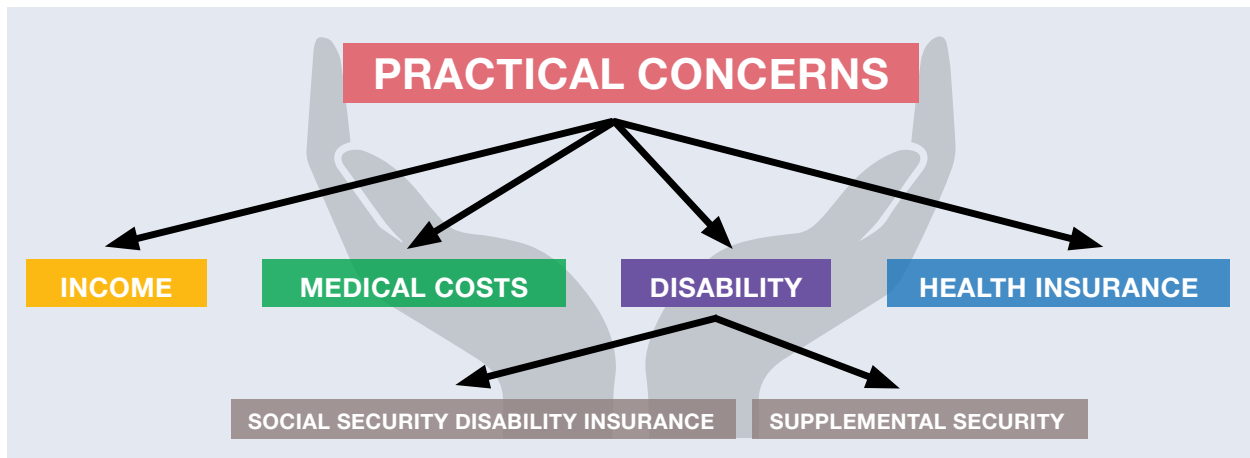 PRACTICAL CONCERNS
INCOME
MEDICAL COSTS
DISABILITY
HEALTH INSURANCE
SOCIAL SECURITY DISABILITY INSURANCE
SUPPLEMENTAL SECURITY